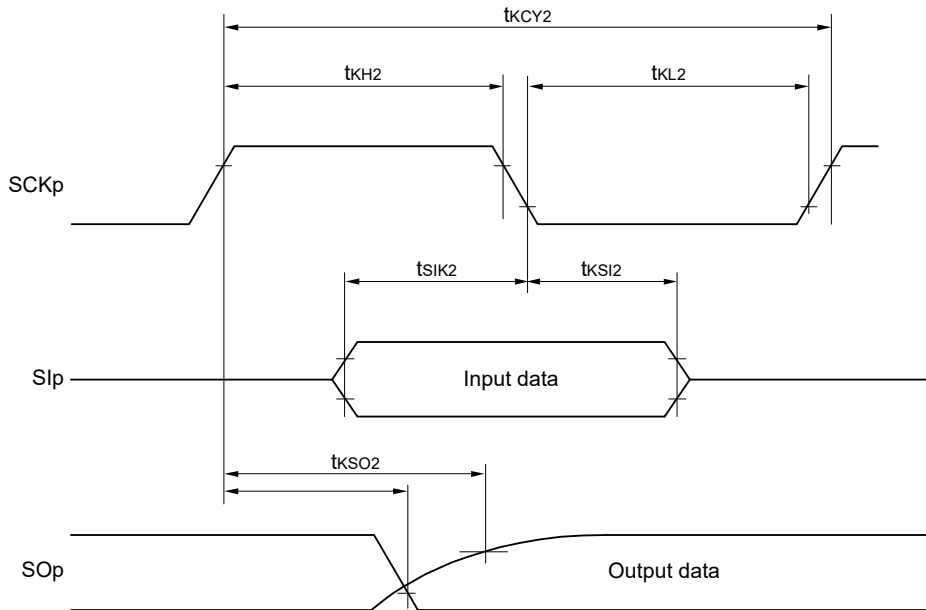 tKCY2
tKH2
tKL2
SCKp
tSIK2
tKSI2
SIp
Input data
tKSO2
SOp
Output data